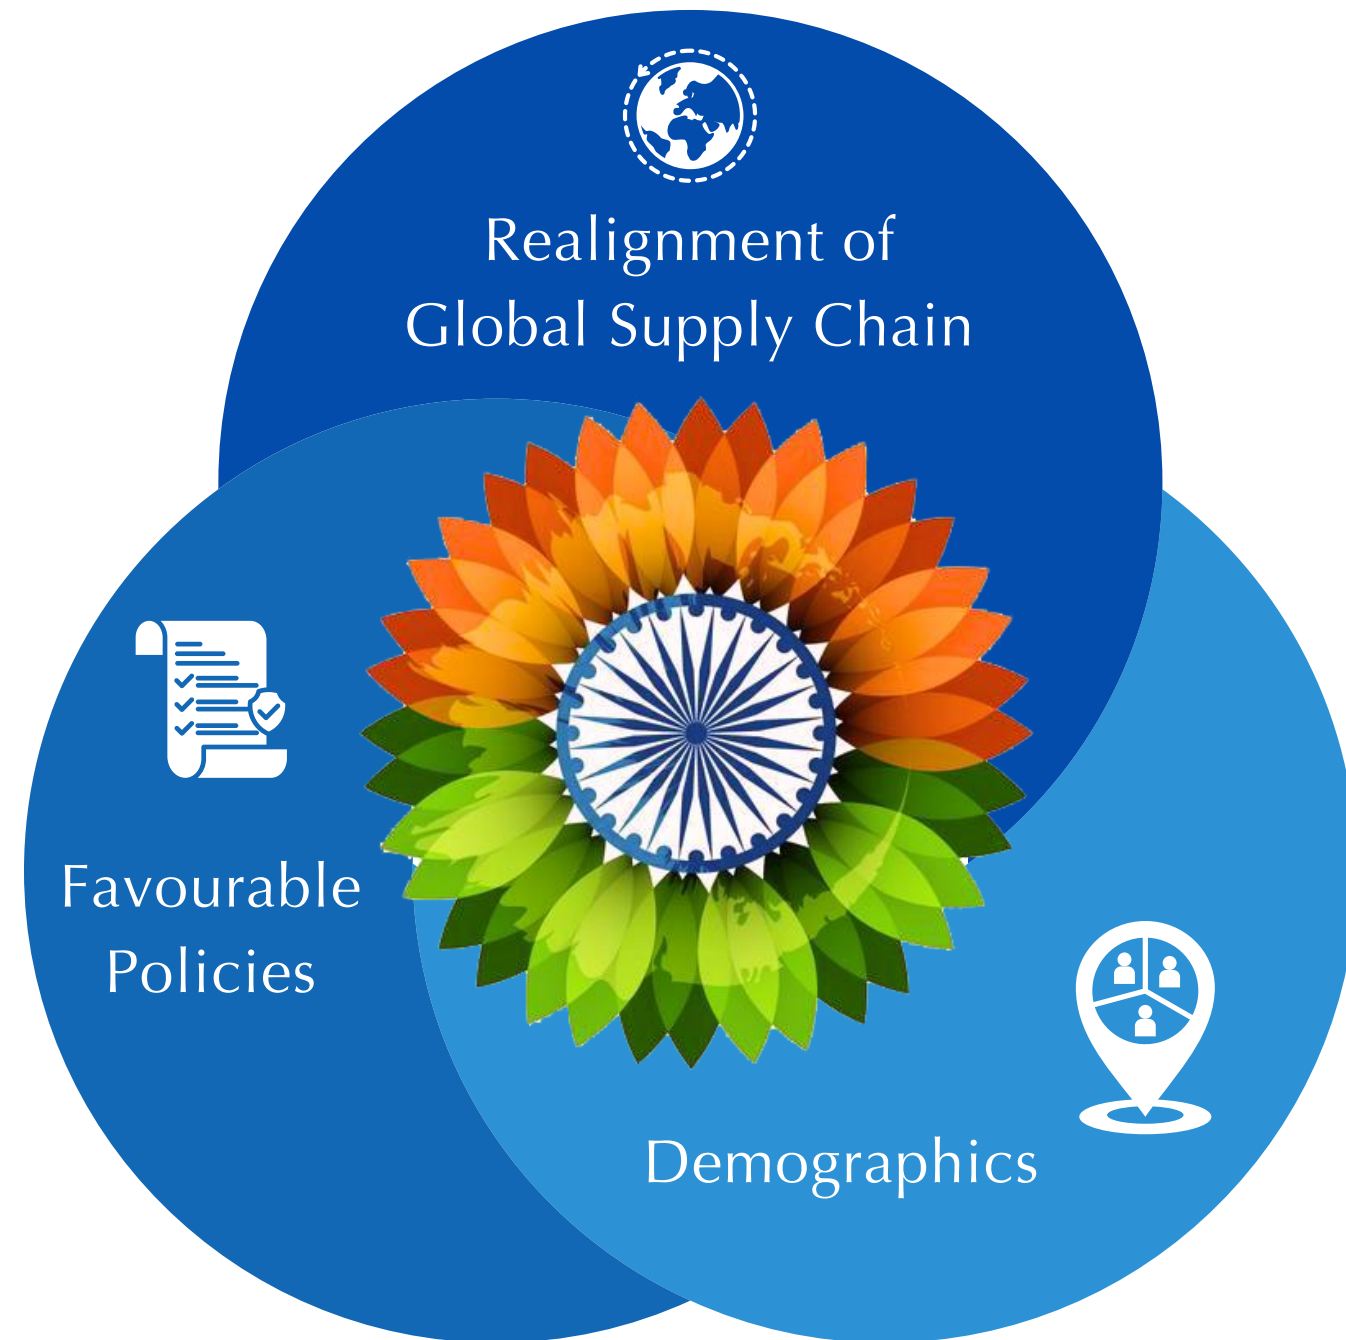 Realignment of
Global Supply Chain
Favourable
Policies
Demographics